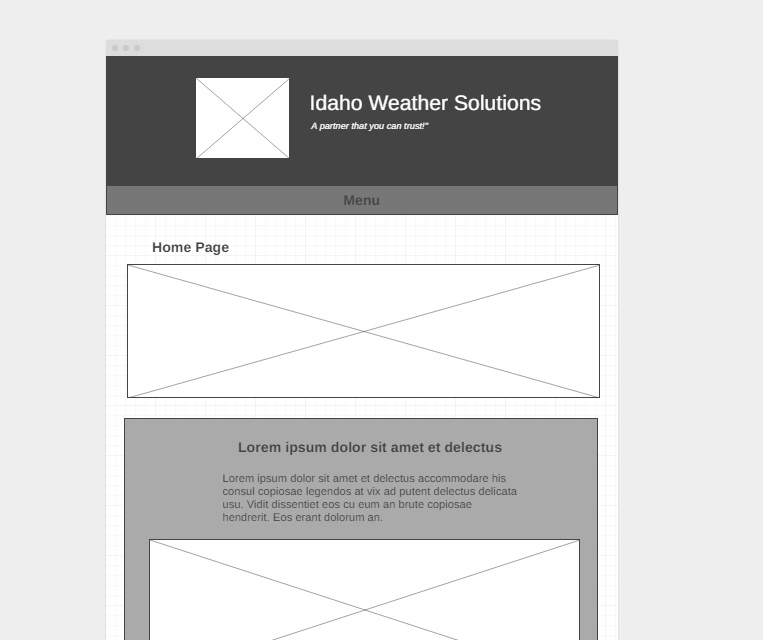 Idaho Weather Solutions
A partner that you can trust!"
Menu
Home Page
Lorem ipsum dolor sit amet et delectus
Lorem ipsum dolor sit amet et delectus accommodare his
consul copiosae legendos at vix ad putent delectus delicata
usu. Vidit dissentiet eos cu eum an brute copiosae
hendrerit. Eos erant dolorum an.